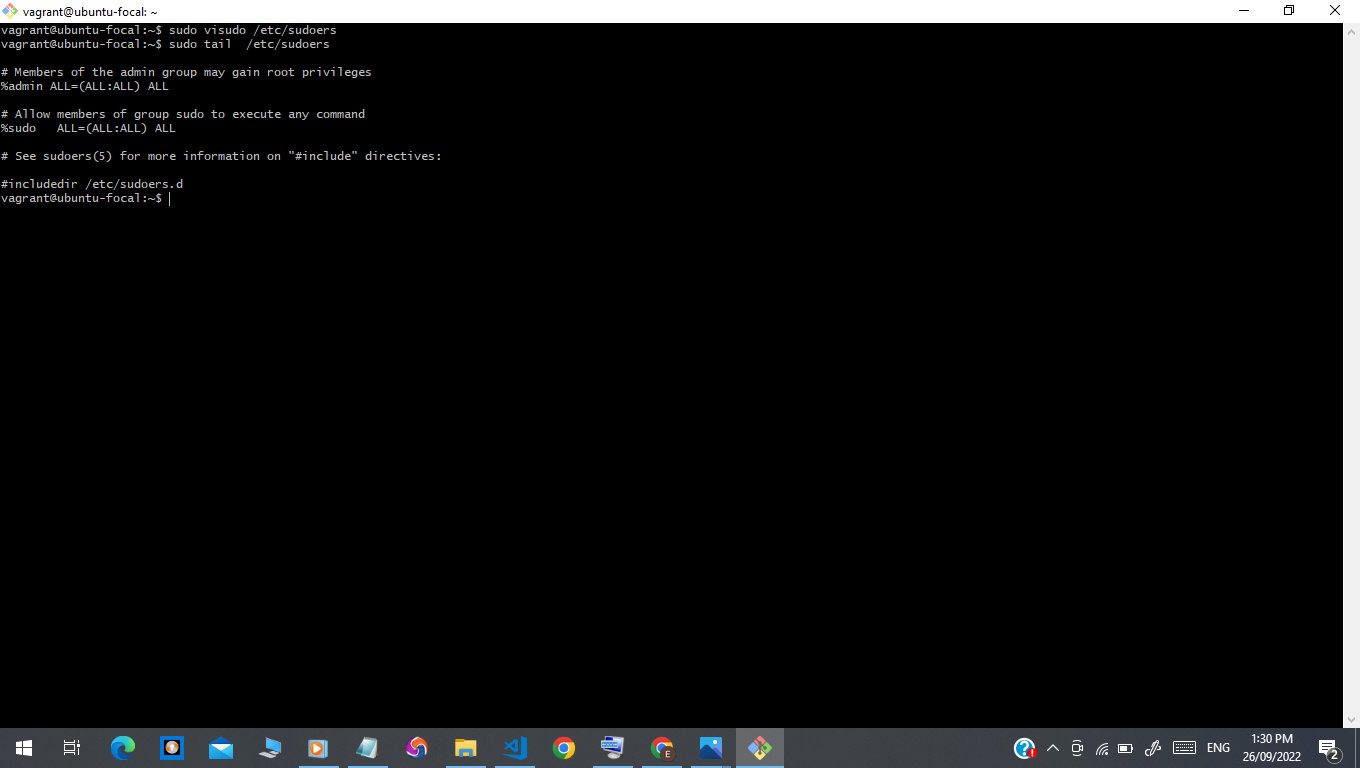 vagrant@ubuntu-focal: ~
vagrant@ubuntu-focal:~$ sudo visudo /etc/sudoers
vagrant@ubuntu-focal:~$ sudo tail  /etc/sudoers
# Members of the admin group may gain root privileges
%admin ALL=(ALL:ALL) ALL
# Allow members of group sudo to execute any command
%sudo   ALL=(ALL:ALL) ALL
# See sudoers(5) for more information on "#include" directives:
#includedir /etc/sudoers.d
vagrant@ubuntu-focal:~$
E
ENG
1:30 PM
26/09/2022
2